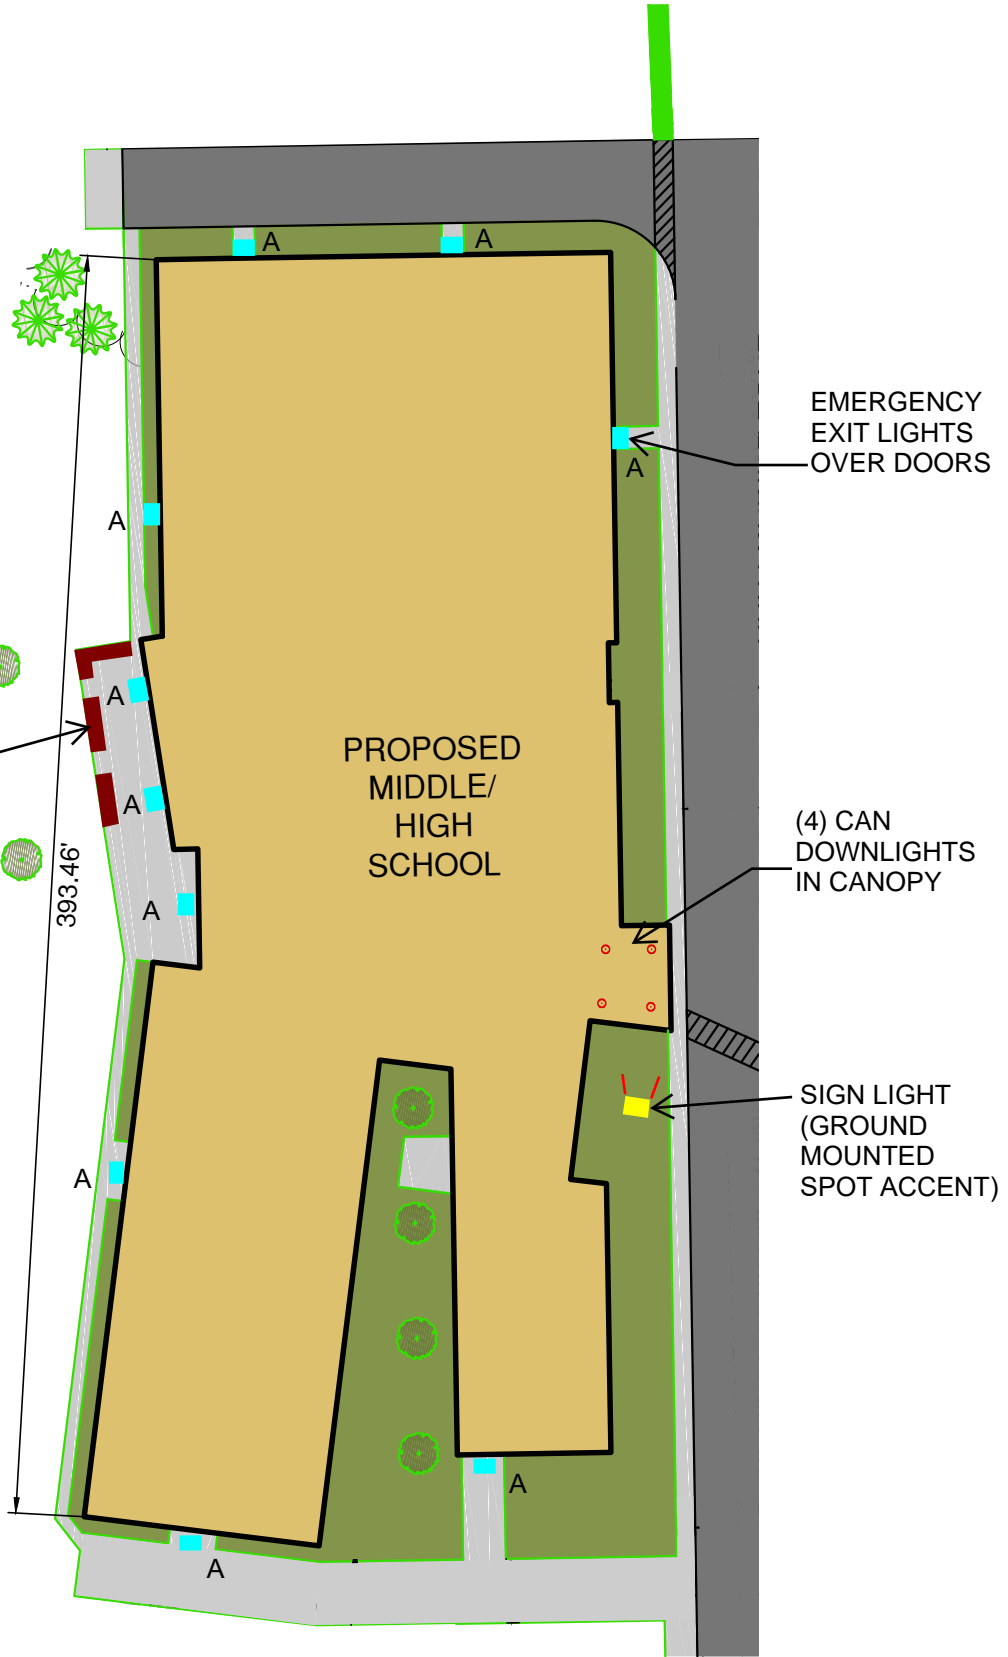 A
A
EMERGENCY
EXIT LIGHTS
OVER DOORS
A
A
A
PROPOSED
MIDDLE/
HIGH
SCHOOL
A
(4) CAN
DOWNLIGHTS
IN CANOPY
393.46'
A
SIGN LIGHT
(GROUND
MOUNTED
SPOT ACCENT)
A
A
A